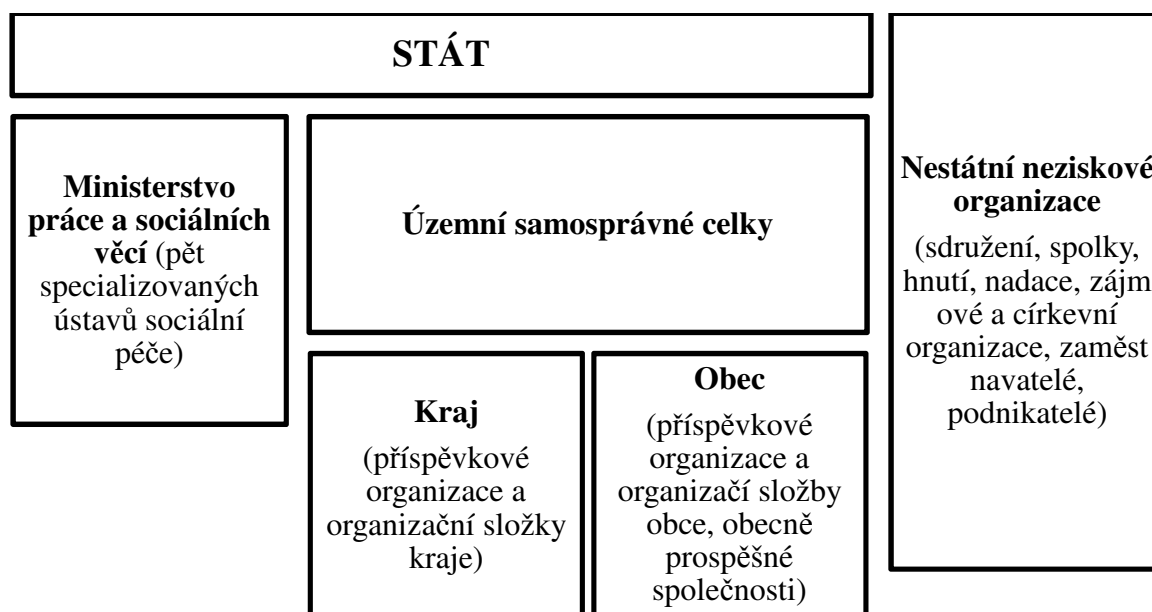 STÁT
Ministerstvo
práce a sociálních
věcí (pět
specializovaných
ústavů sociální
péče)
Územní samosprávné celky
Kraj
(příspěvkové
organizace a
organizační složky
kraje)
Obec
(příspěvkové
organizace a
organizačí složby
obce, obecně
prospěšné
společnosti)
Nestátní neziskové
organizace
(sdružení, spolky,
hnutí, nadace, zájm
ové a církevní
organizace, zaměst
navatelé,
podnikatelé)